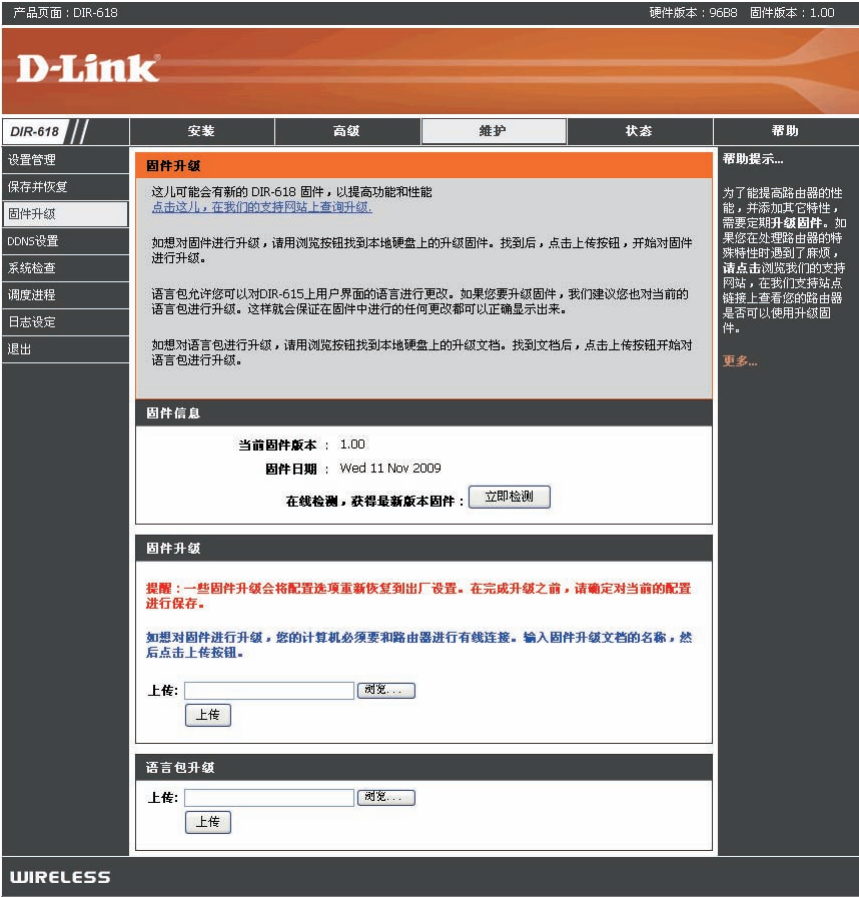 产品页面：DIR-618
硬件版本：96B8 固件版本：1.00
D-Link
DIR-618
安装
高级
维护
状态
帮助
设置管理
保存并恢复
固件升级
DDNS设置
系统检查
调度进程
日志设定
退出
固件升级
这儿可能会有新的 DIR-618 固件，以提高功能和性能
点击这儿，在我们的支持网站上查询升级.
如想对固件进行升级，请用浏览按钮找到本地硬盘上的升级固件。找到后，点击上传按钮，开始对固件
进行升级。
语言包允许您可以对DIR-615上用户界面的语言进行更改。如果您要升级固件，我们建议您也对当前的
语言包进行升级。这样就会保证在固件中进行的任何更改都可以正确显示出来。
如想对语言包进行升级，请用浏览按钮找到本地硬盘上的升级文档。找到文档后，点击上传按钮开始对
语言包进行升级。
固件信息
当前固件版本 ： 1.00
固件日期 ： Wed 11 Nov 2009
在线检测，获得最新版本固件： 立即检测
固件升级
提醒：一些固件升级会将配置选项重新恢复到出厂设置。在完成升级之前，请确定对当前的配置
进行保存。
如想对固件进行升级，您的计算机必须要和路由器进行有线连接。输入固件升级文档的名称，然
后点击上传按钮。
上传: 浏览...
上传
语言包升级
上传: 浏览...
上传
帮助提示...
为了能提高路由器的性
能，并添加其它特性，
需要定期升级固件。如
果您在处理路由器的特
殊特性时遇到了麻烦，
请点击浏览我们的支持
网站，在我们支持站点
链接上查看您的路由器
是否可以使用升级固
件。
更多...
WIRELESS